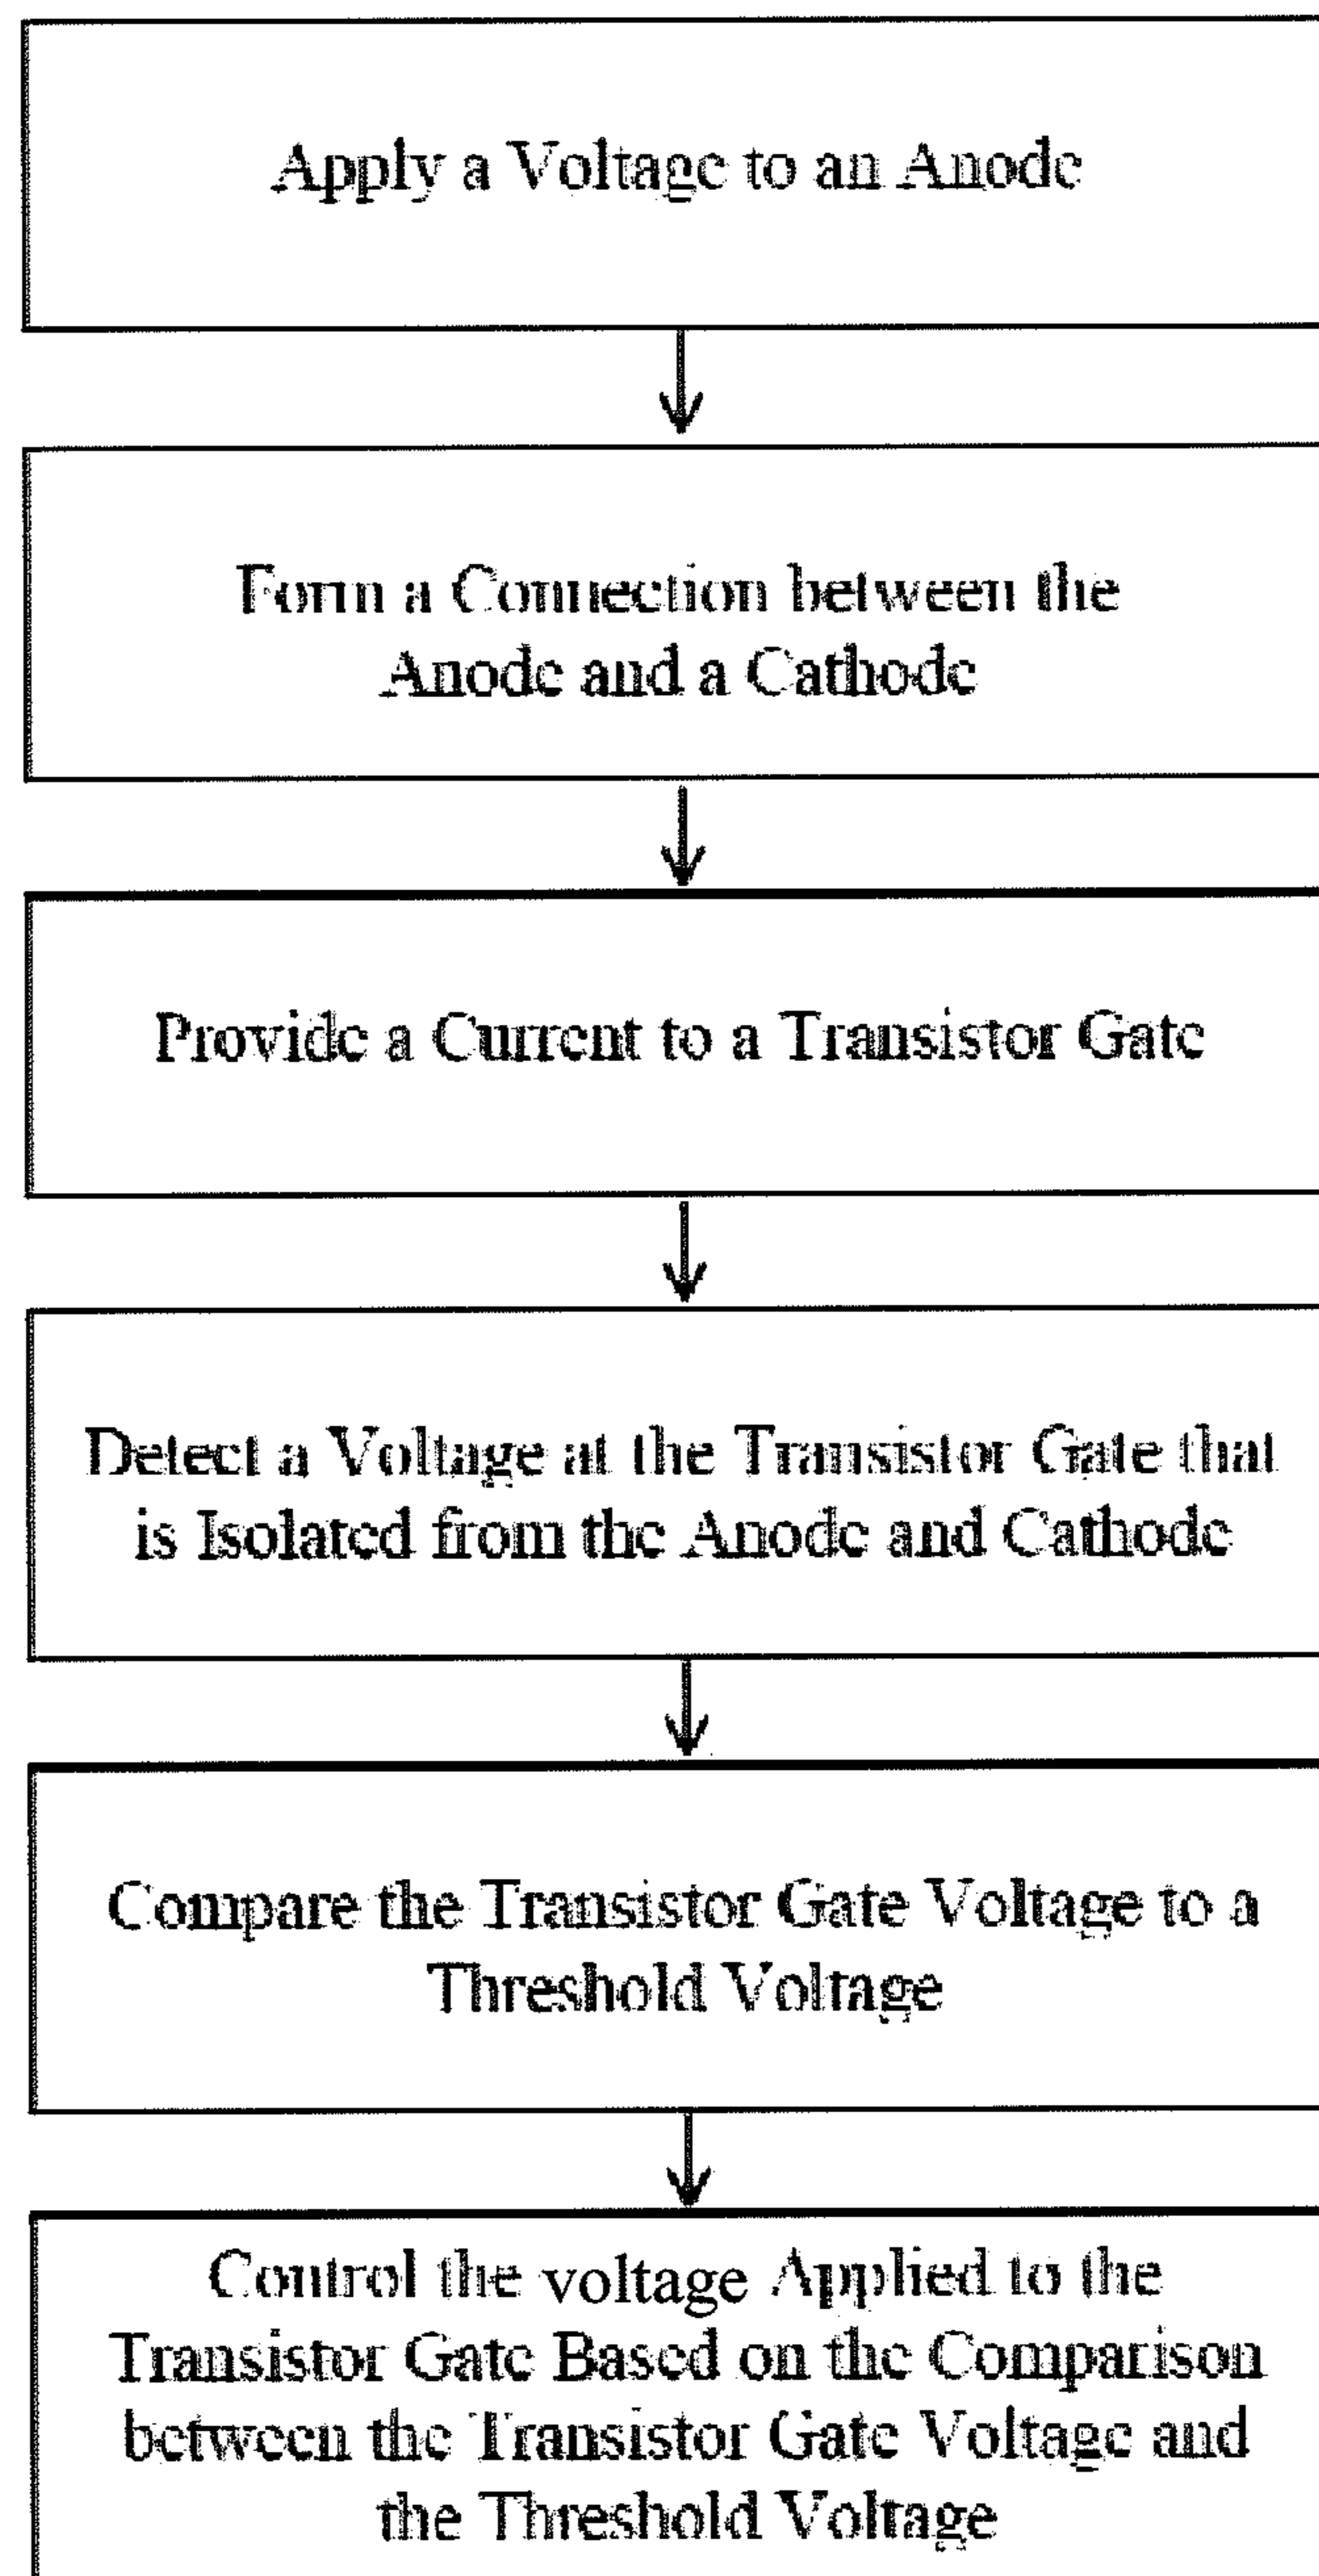 Apply a Voltage to an Anode
Form a Connection between the
Anode and a Cathode
Provide a Current to a Transistor Gate
Detect a Voltage at the Transistor Gate that
is Isolated from the Anode and Cathode
Compare the Transistor Gate Voltage to a
Threshold Voltage
Control the voltage Applied to the
Transistor Gate Based on the Comparison
between the Transistor Gate Voltage and
the Threshold Voltage